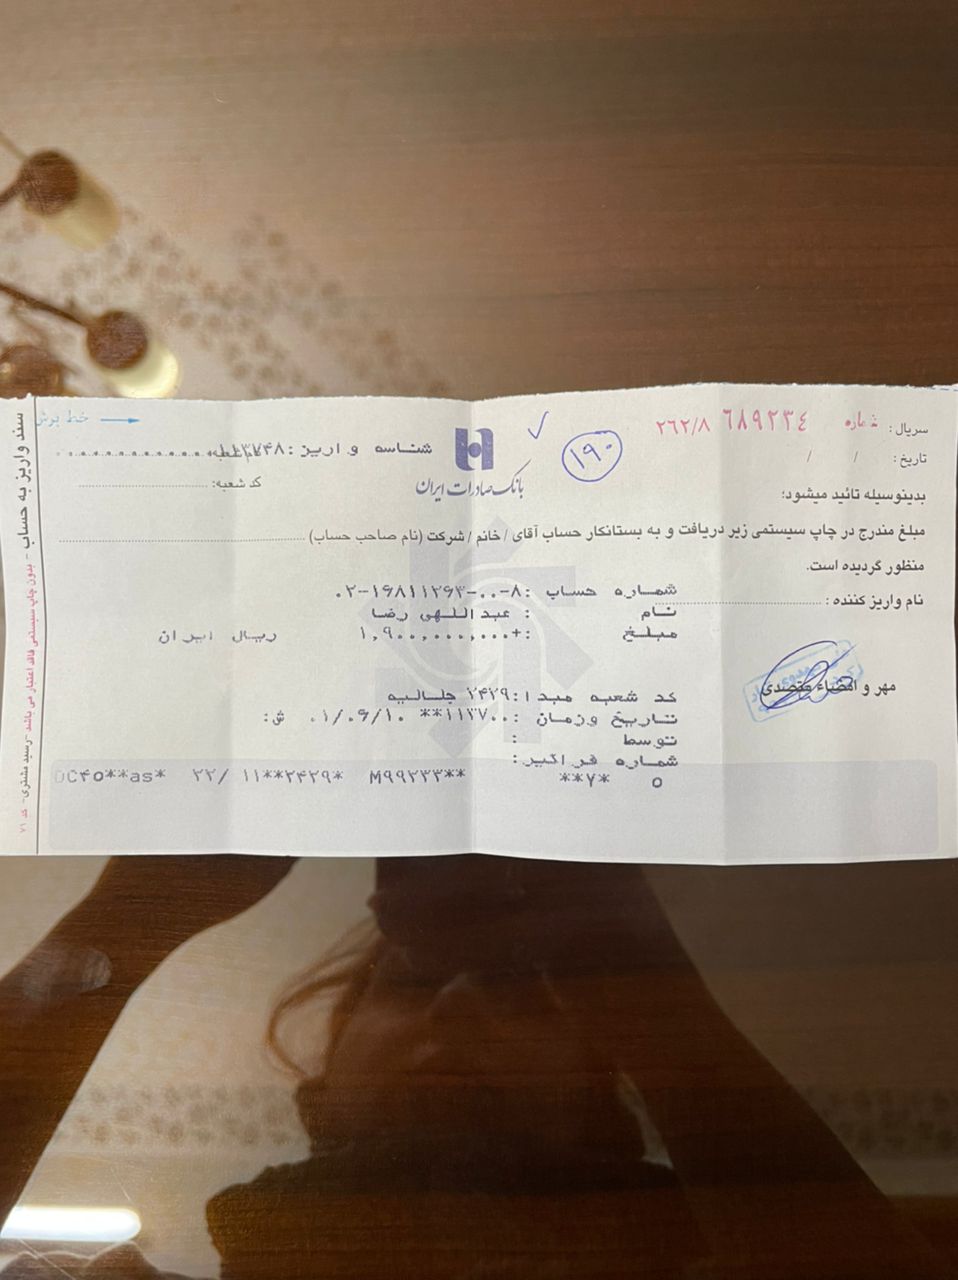 سریال: شماره ۶۸۹۲۳۴ ۲۶۲/۸
خط برش
تاریخ: / /
شناسه واریز:
۱۹۰
بانک صادرات ایران
کد شعبه:
بدینوسیله تائید میشود؛
مبلغ مندرج در چاپ سیستمی زیر دریافت و به بستانکار حساب آقای / خانم / شرکت (نام صاحب حساب)
منظور گردیده است.
نام واریز کننده :
شماره حساب :۰۲-۱۶۸۱۱۲۶۳-۰۰-۸
نام : عبداللهی رضا
مبلغ :+۱,۹۰۰,۰۰۰,۰۰۰ ریال ایران
مهر و امضاء متصدی
کد شعبه مبدا:۲۴۲۹ جلالیه
تاریخ وزمان :۱۱۳۷۰۰** ۰۱/۰۶/۱۰ ش:
توسط :
شماره فراگیر:
DC۴۰**as* ۲۲/ ۱۱**۲۴۲۹* M۹۹۲۳۳** **۷* ۵
سند واریز به حساب - بدون چاپ سیستمی فاقد اعتبار می باشد - رسید مشتری - کد ۷۱